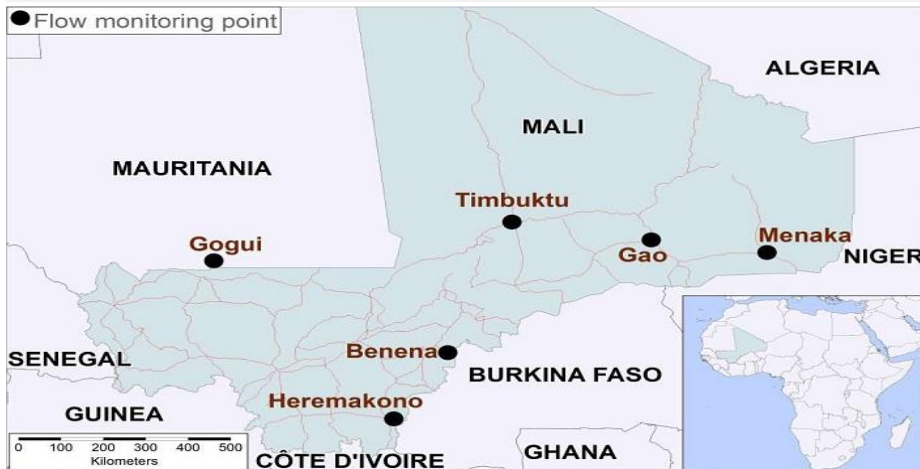 Flow monitoring point
ALGERIA
MALI
MAURITANIA
Timbuktu
Gogui
Gao
Menaka
NIGER
SENEGAL
Benena
BURKINA FASO
Heremakono
GUINEA
GHANA
CÔTE D'IVOIRE
0 100 200 300 400 500
Kilometers